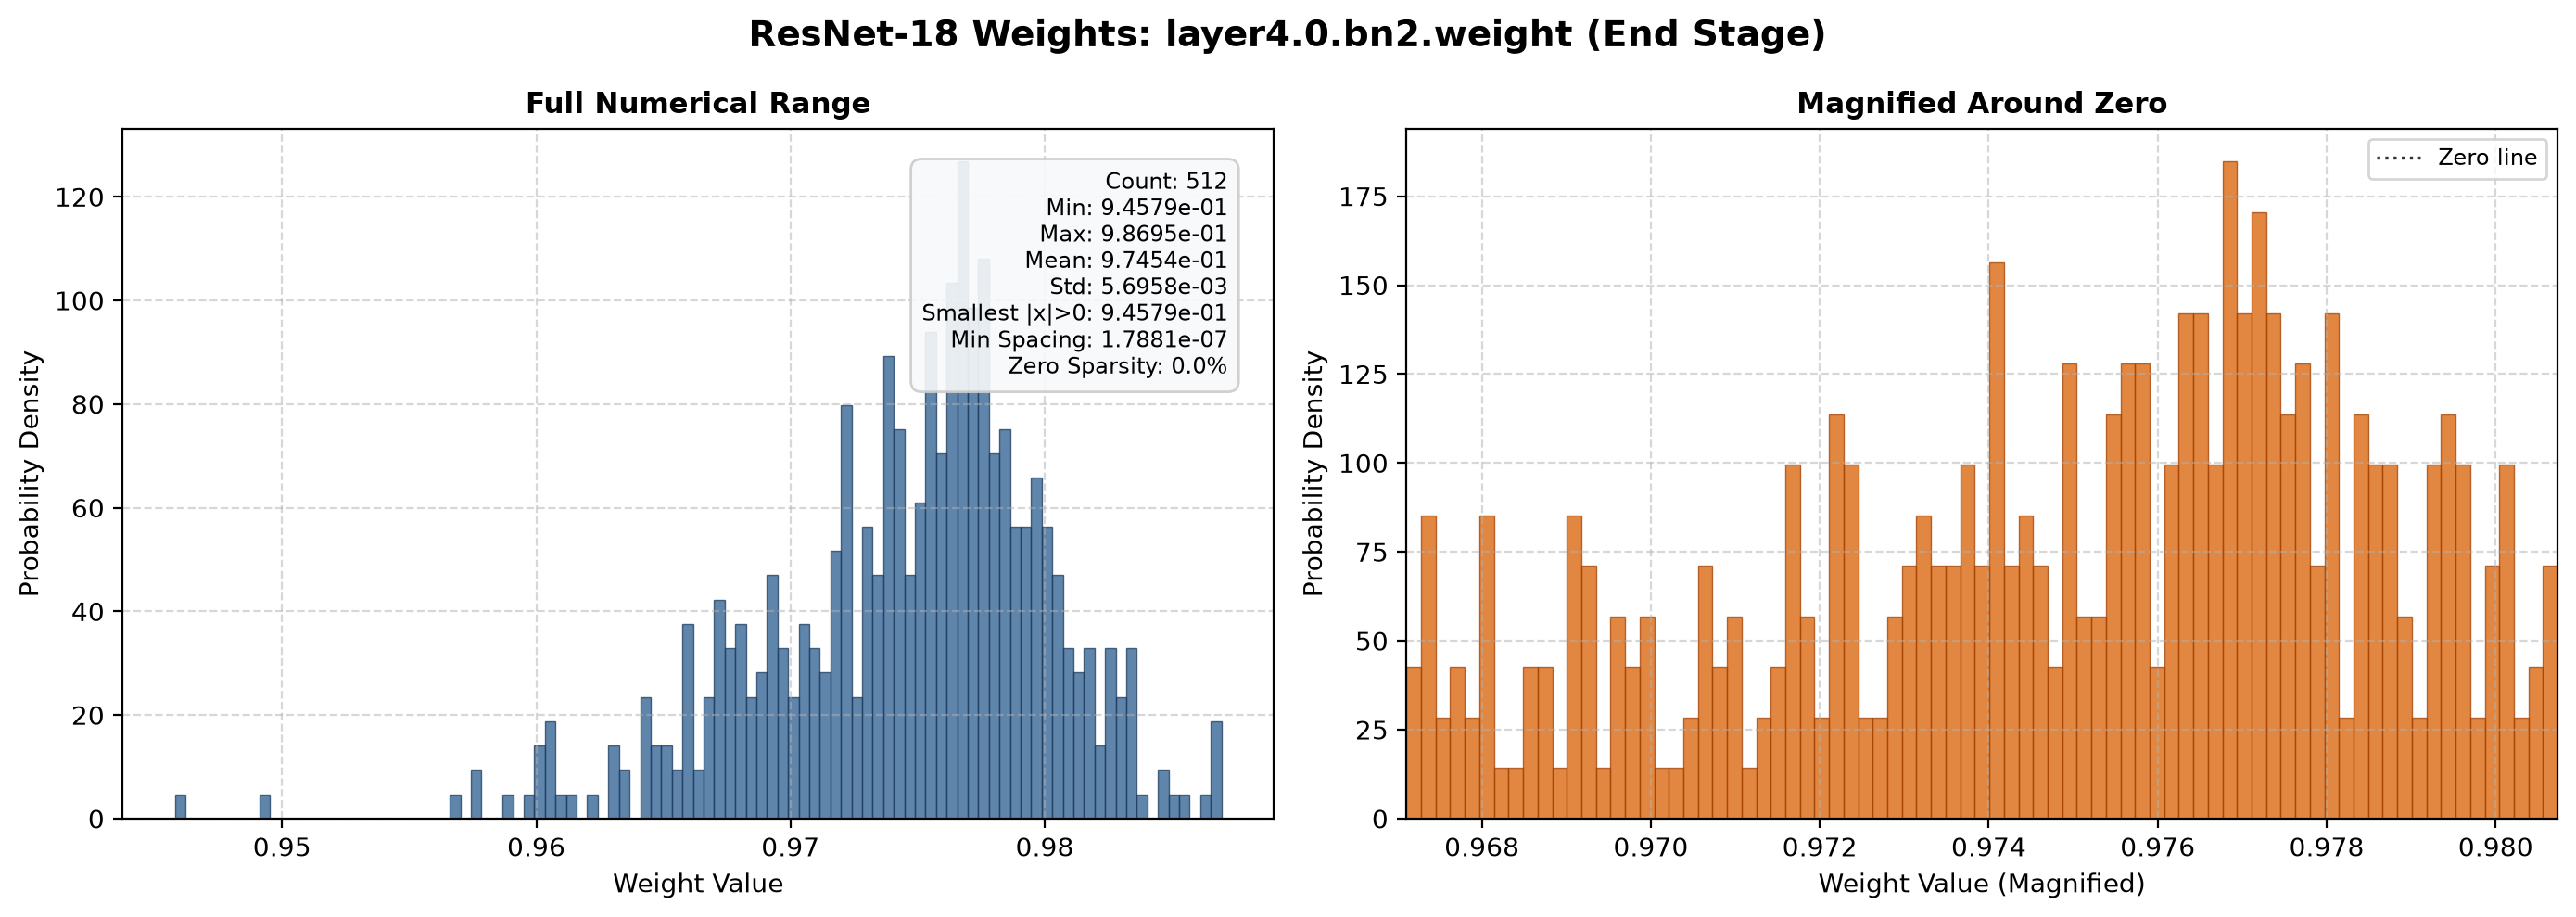 ResNet-18 Weights: layer4.0.bn2.weight (End Stage)
Full Numerical Range
Probability Density
0
20
40
60
80
100
120
0.95
0.96
0.97
0.98
Weight Value
Count: 512
Min: 9.4579e-01
Max: 9.8695e-01
Mean: 9.7454e-01
Std: 5.6958e-03
Smallest |x|>0: 9.4579e-01
Min Spacing: 1.7881e-07
Zero Sparsity: 0.0%
Magnified Around Zero
Probability Density
0
25
50
75
100
125
150
175
0.968
0.970
0.972
0.974
0.976
0.978
0.980
Weight Value (Magnified)
Zero line